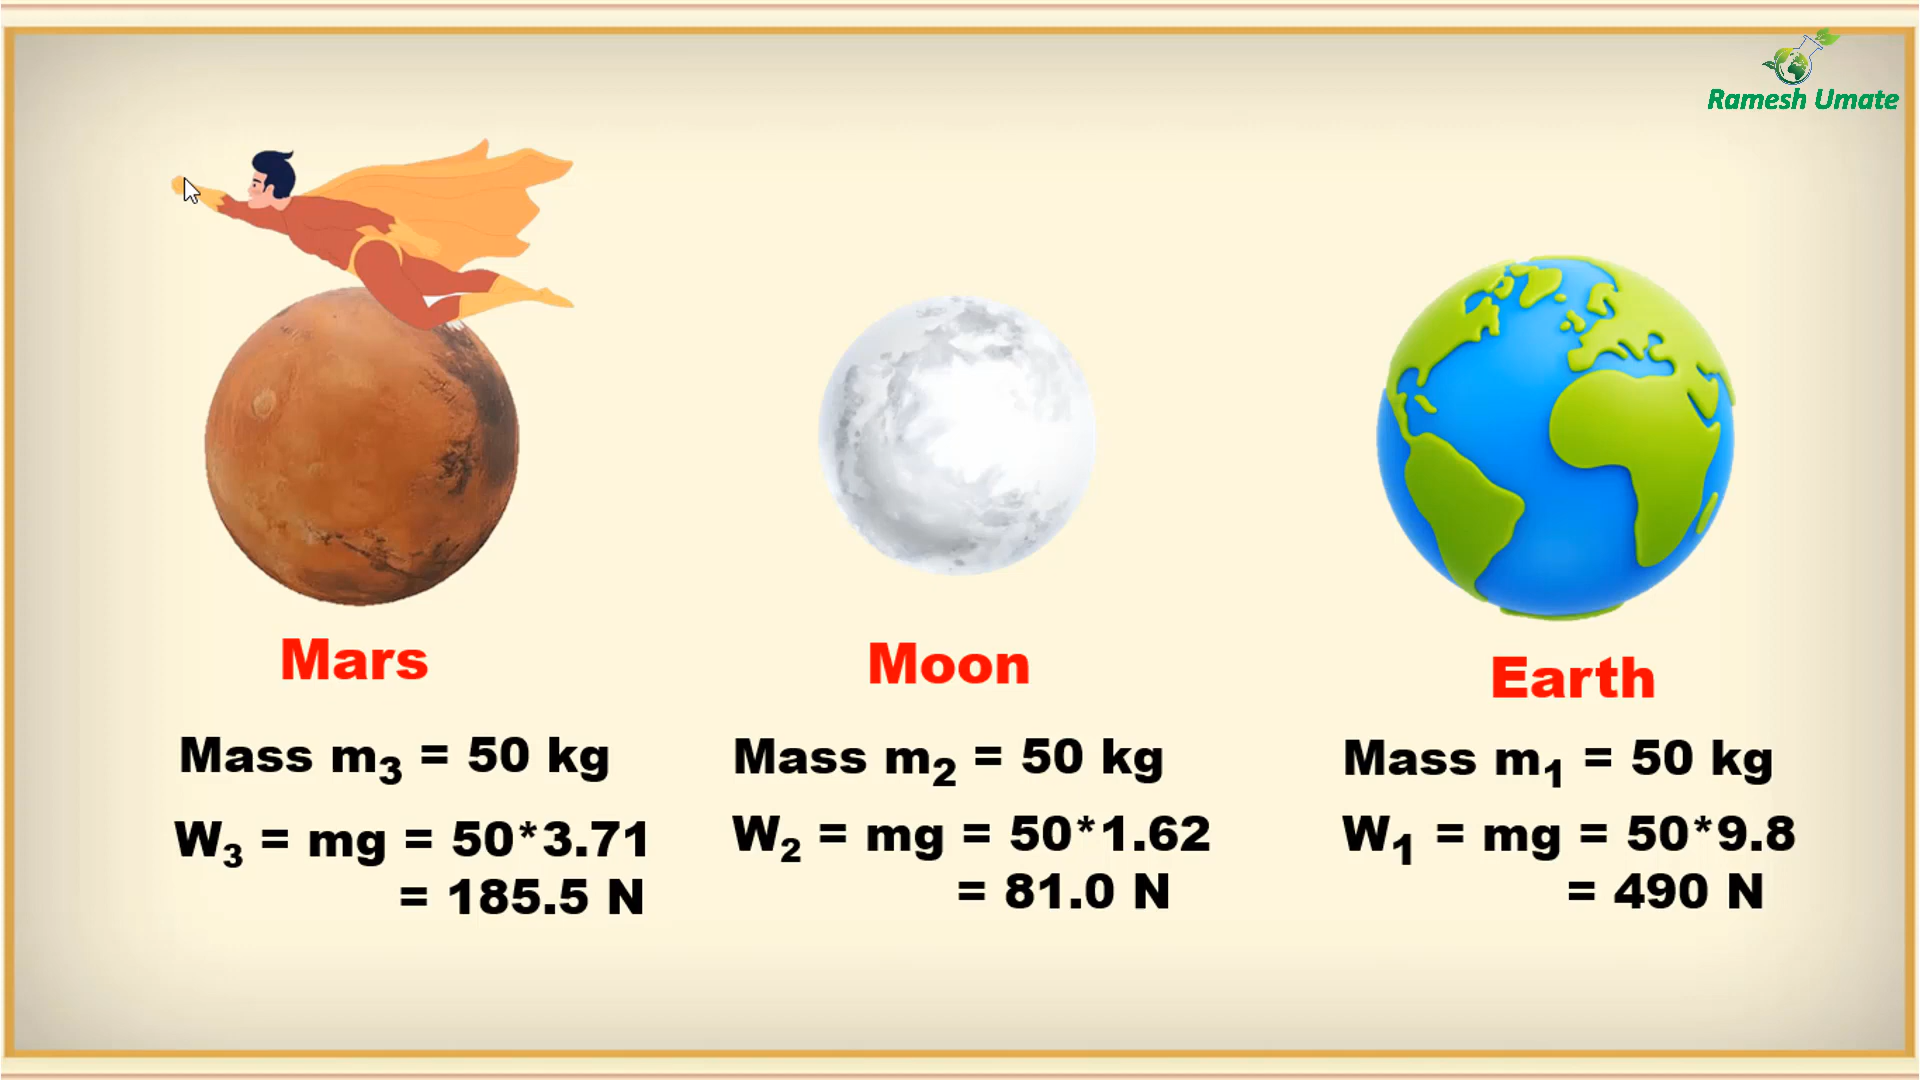 Ramesh Umate
Mars
Mass m₃ = 50 kg
W₃ = mg = 50*3.71
= 185.5 N
Moon
Mass m₂ = 50 kg
W₂ = mg = 50*1.62
= 81.0 N
Earth
Mass m₁ = 50 kg
W₁ = mg = 50*9.8
= 490 N